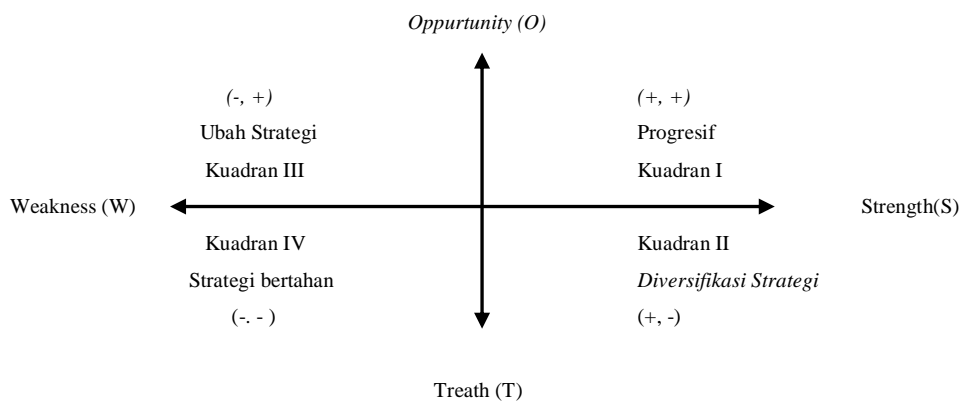 Oppurtunity (O)
(-, +)
(+, +)
Ubah Strategi
Progresif
Kuadran III
Kuadran I
Weakness (W)
Strength(S)
Kuadran IV
Kuadran II
Strategi bertahan
Diversifikasi Strategi
(-. - )
(+, -)
Treath (T)